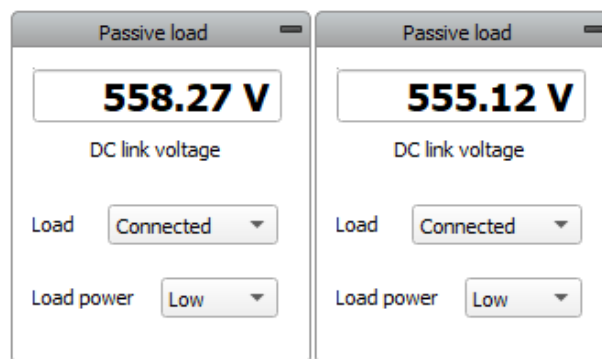 Passive load
558.27 V
DC link voltage
Load Connected
Load power Low
Passive load
555.12 V
DC link voltage
Load Connected
Load power Low